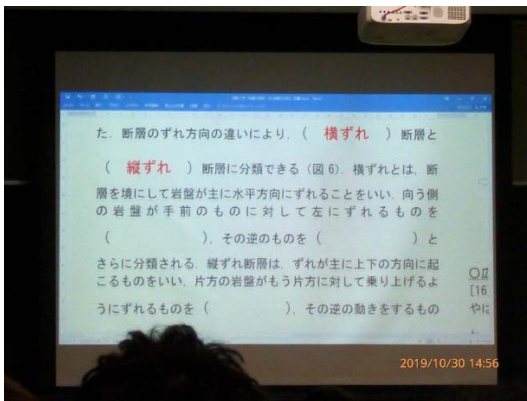 た. 断層のずれ方向の違いにより,( 横ずれ )断層と
( 縦ずれ )断層に分類できる(図 6). 横ずれとは, 断
層を境にして岩盤が主に水平方向にずれることをいい, 向う側
の岩盤が手前のものに対して左にずれるものを
( ), その逆のものを( )と
さらに分類される. 縦ずれ断層は, ずれが主に上下の方向に起
こるものをいい, 片方の岩盤がもう片方に対して乗り上げるよ
うにずれるものを( ), その逆の動きをするもの
[16
やに
2019/10/30 14:56